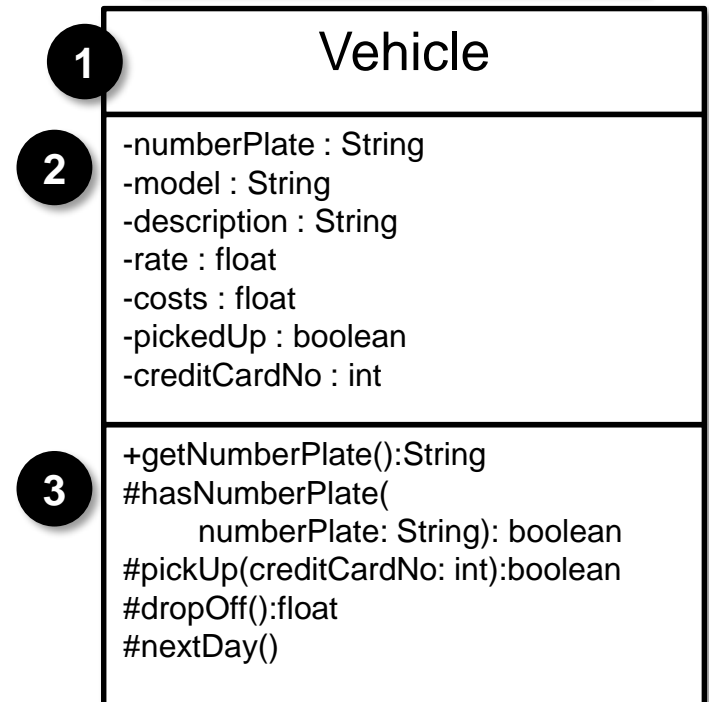 1
Vehicle
2
-numberPlate : String
-model : String
-description : String
-rate : float
-costs : float
-pickedUp : boolean
-creditCardNo : int
3
+getNumberPlate():String
#hasNumberPlate(
numberPlate: String): boolean
#pickUp(creditCardNo: int):boolean
#dropOff():float
#nextDay()